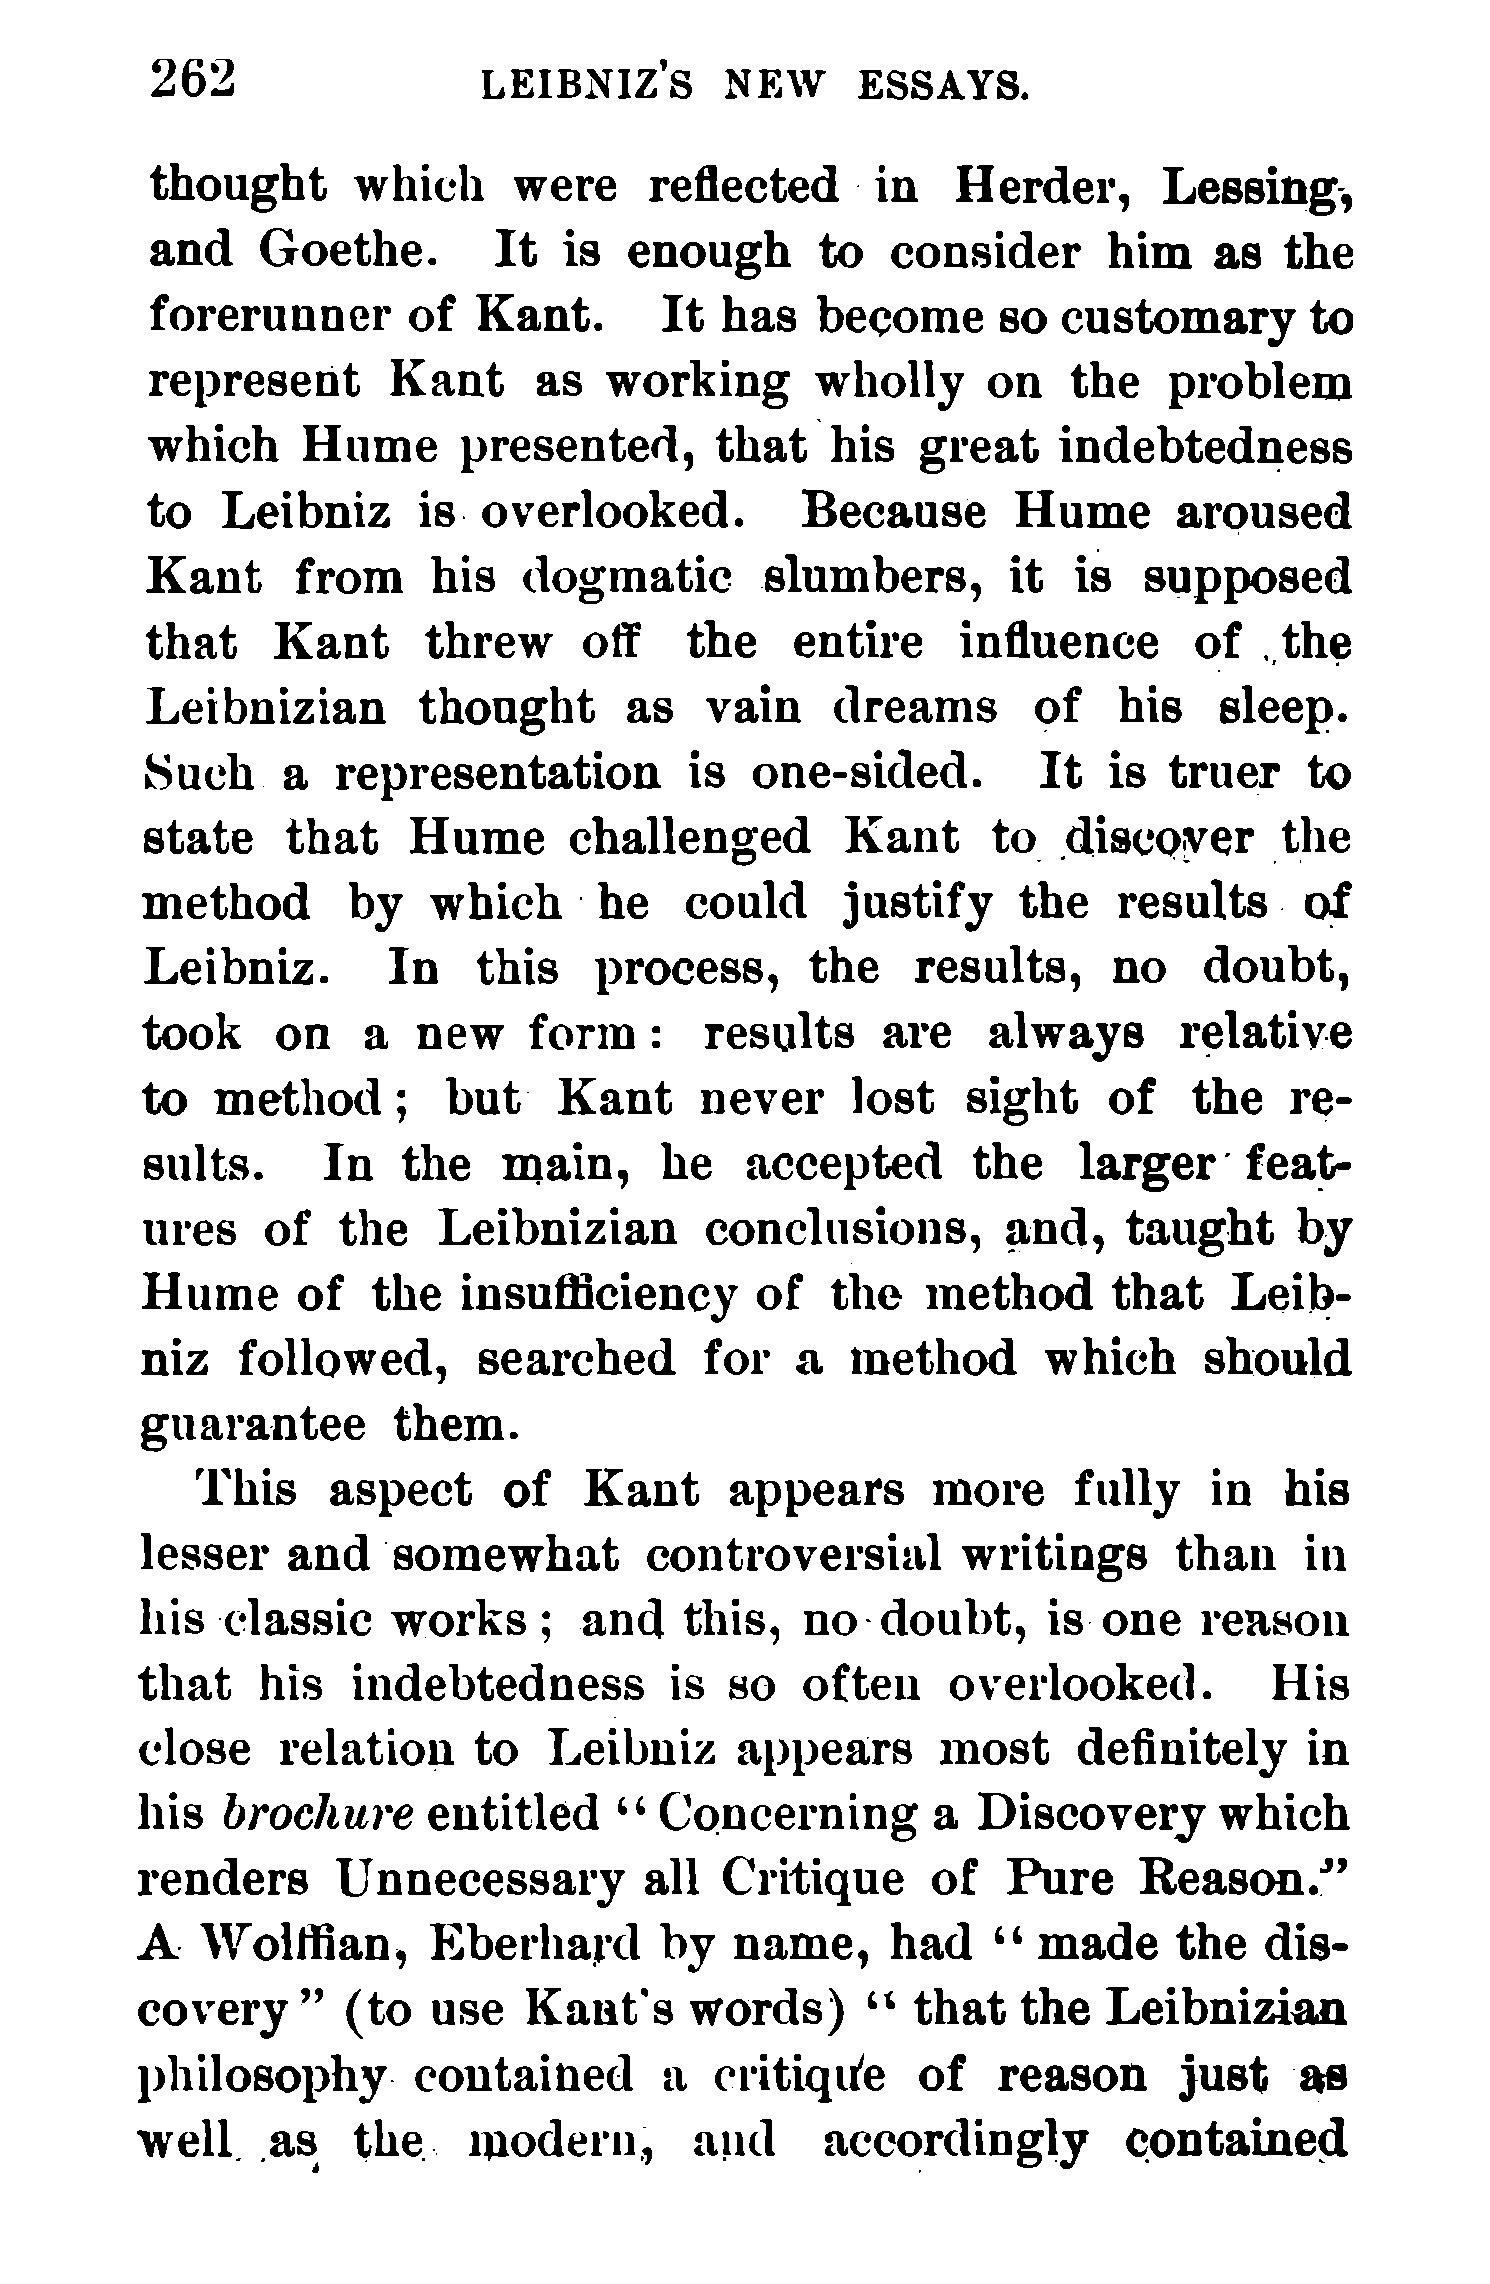 262 LEIBNIZ'S NEW ESSAYS.
thought which were reflected in Herder, Lessing,
and Goethe. It is enough to consider him as the
forerunner of Kant. It has become so customary to
represent Kant as working wholly on the problem
which Hume presented, that his great indebtedness
to Leibniz is overlooked. Because Hume aroused
Kant from his dogmatic slumbers, it is supposed
that Kant threw off the entire influence of the
Leibnizian thought as vain dreams of his sleep.
Such a representation is one-sided. It is truer to
state that Hume challenged Kant to discover the
method by which he could justify the results of
Leibniz. In this process, the results, no doubt,
took on a new form: results are always relative
to method; but Kant never lost sight of the re-
sults. In the main, he accepted the larger feat-
ures of the Leibnizian conclusions, and, taught by
Hume of the insufficiency of the method that Leib-
niz followed, searched for a method which should
guarantee them.
This aspect of Kant appears more fully in his
lesser and somewhat controversial writings than in
his classic works; and this, no doubt, is one reason
that his indebtedness is so often overlooked. His
close relation to Leibniz appears most definitely in
his brochure entitled "Concerning a Discovery which
renders Unnecessary all Critique of Pure Reason."
A Wolffian, Eberhard by name, had "made the dis-
covery" (to use Kant's words) "that the Leibnizian
philosophy contained a critique of reason just as
well as the modern, and accordingly contained